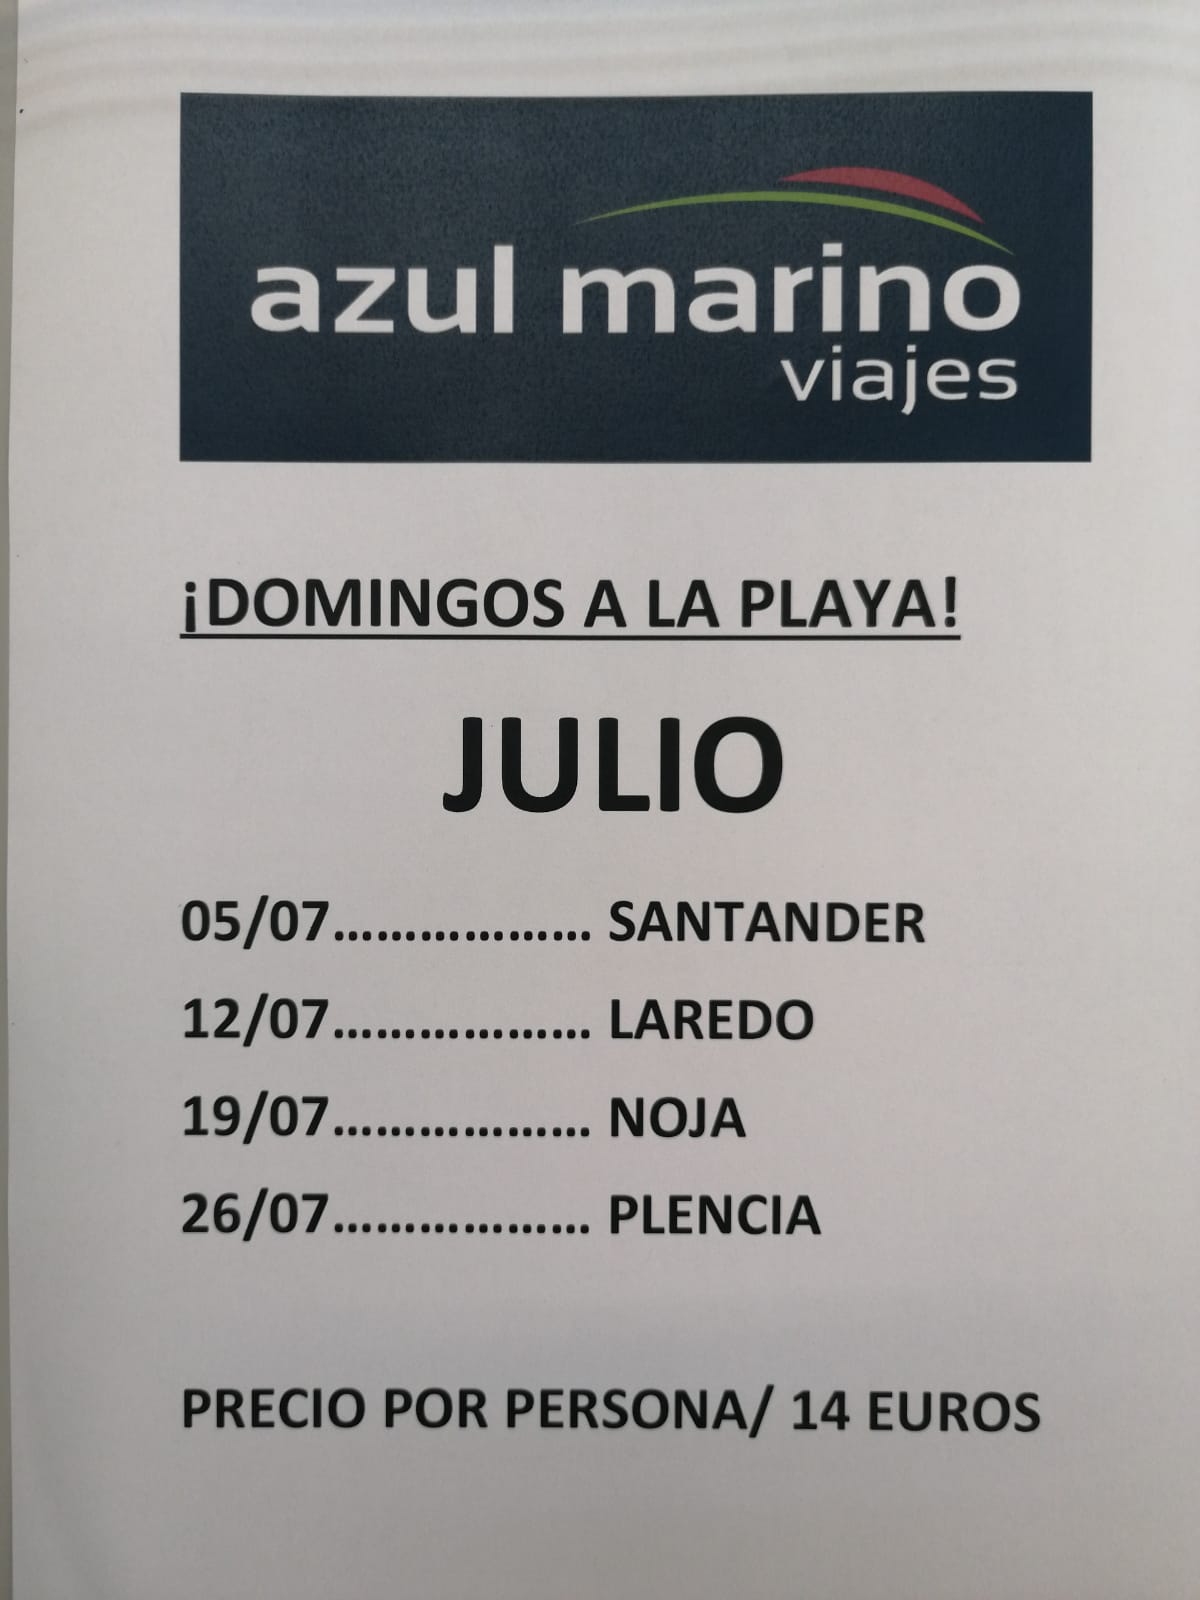 azul marino
viajes
¡DOMINGOS A LA PLAYA!
JULIO
05/07……………… SANTANDER
12/07……………… LAREDO
19/07……………… NOJA
26/07……………… PLENCIA
PRECIO POR PERSONA/ 14 EUROS